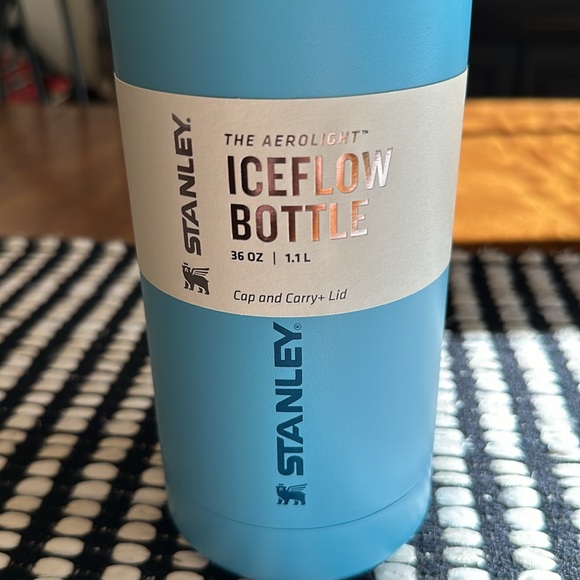 STANLEY.
THE AEROLIGHT™
ICEFLOW
BOTTLE
36 OZ | 1.1 L
Cap and Carry+ Lid
STANLEY®